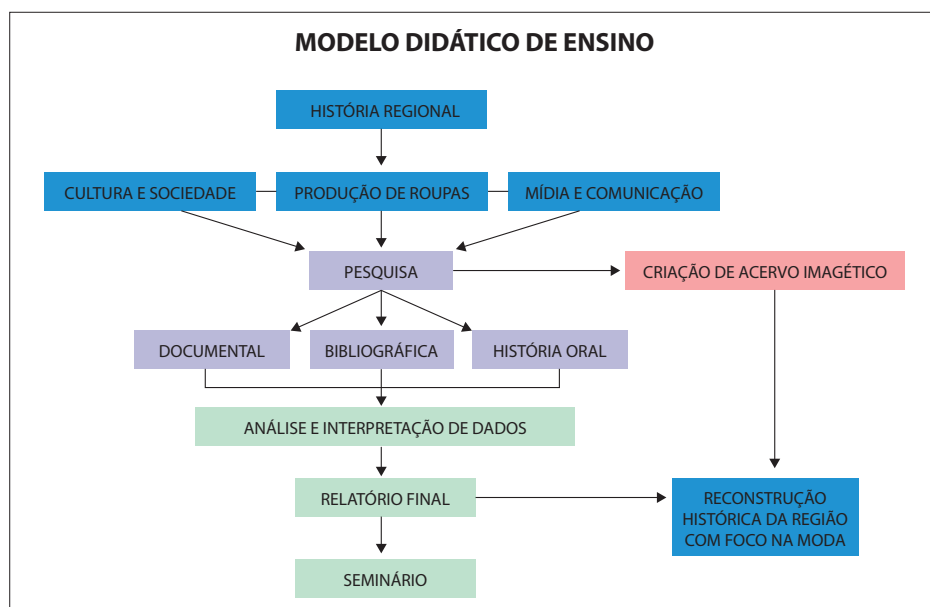 MODELO DIDÁTICO DE ENSINO
HISTÓRIA REGIONAL
CULTURA E SOCIEDADE
PRODUÇÃO DE ROUPAS
MÍDIA E COMUNICAÇÃO
PESQUISA
CRIAÇÃO DE ACERVO IMAGÉTICO
DOCUMENTAL
BIBLIOGRÁFICA
HISTÓRIA ORAL
ANÁLISE E INTERPRETAÇÃO DE DADOS
RELATÓRIO FINAL
RECONSTRUÇÃO
HISTÓRICA DA REGIÃO
COM FOCO NA MODA
SEMINÁRIO